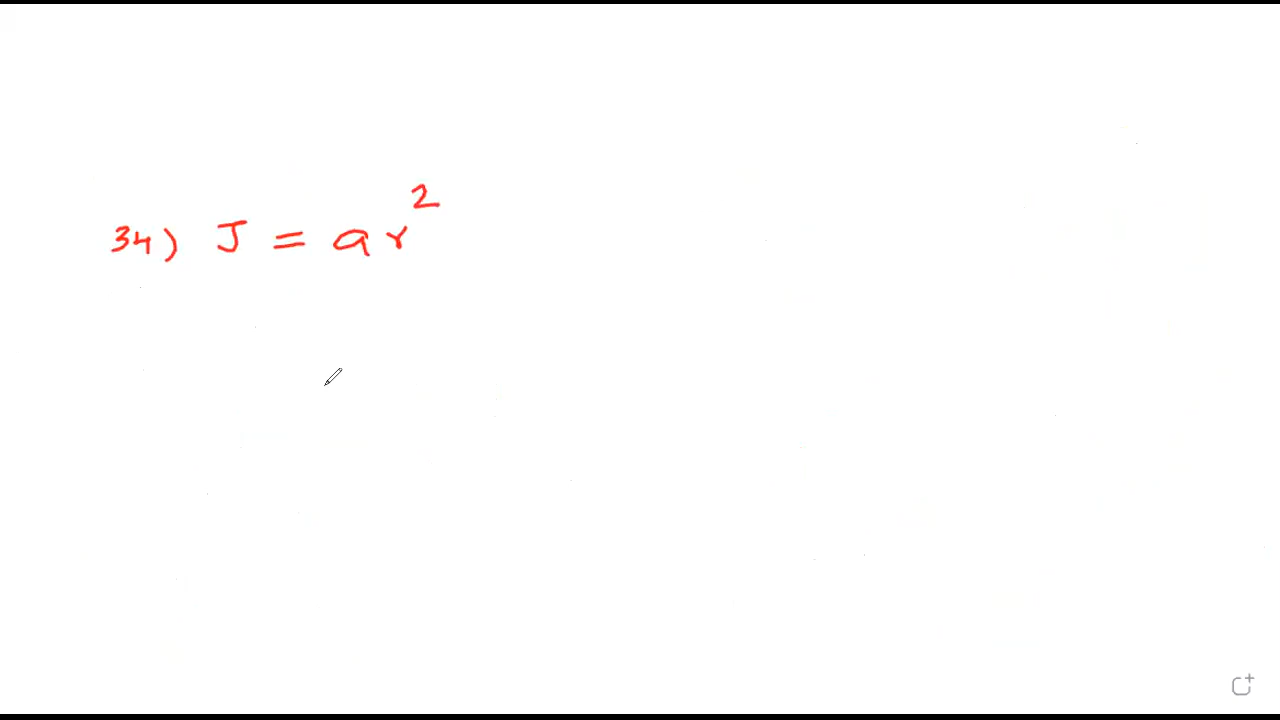 34) J = ar²